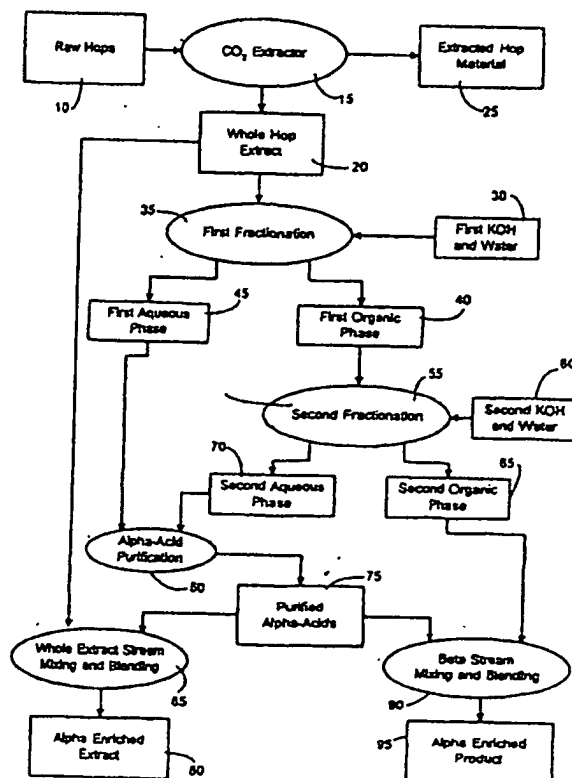 Raw Hops
10
CO2 Extractor
15
Extracted Hop
Material
25
Whole Hop
Extract
20
35
First Fractionation
30
First KOH
and Water
45
First Aqueous
Phase
First Organic
Phase
40
55
Second Fractionation
60
Second KOH
and Water
70
Second Aqueous
Phase
Second Organic
Phase
65
Alpha-Acid
Purification
50
75
Purified
Alpha-Acids
Whole Extract Stream
Mixing and Blending
85
Beta Stream
Mixing and Blending
90
Alpha Enriched
Extract
80
95
Alpha Enriched
Product